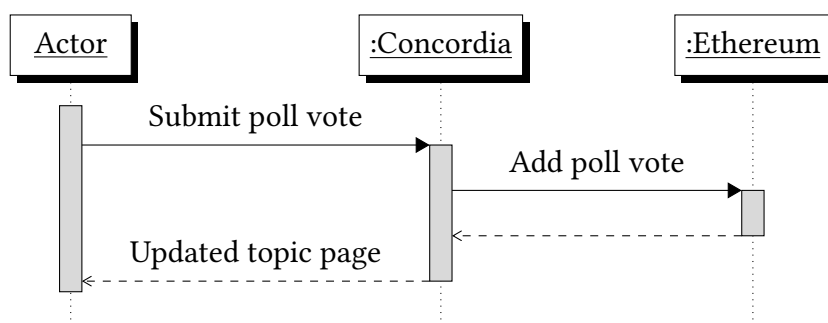 Actor
:Concordia
:Ethereum
Submit poll vote
Add poll vote
Updated topic page